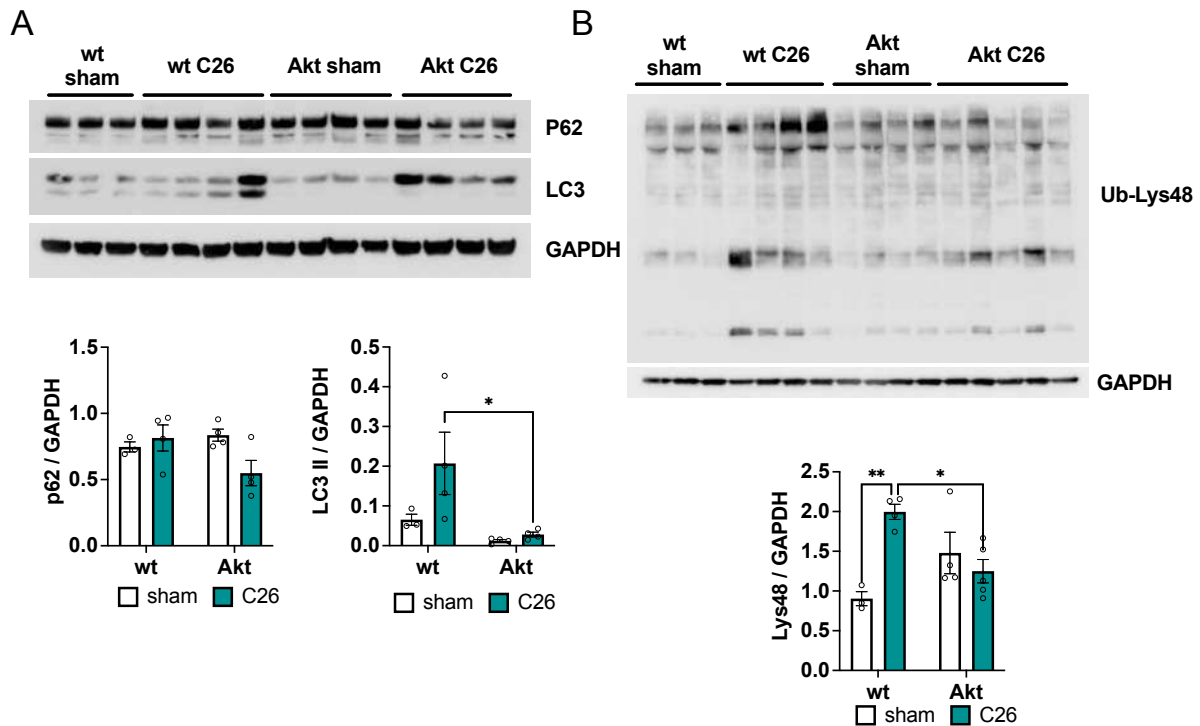 A
wt
sham
wt C26
Akt sham
Akt C26
P62
LC3
GAPDH
p62 / GAPDH
1.5
1.0
0.5
0.0
wt
Akt
sham
C26
LC3 II / GAPDH
0.5
0.4
0.3
0.2
0.1
0.0
*
wt
Akt
sham
C26
B
wt
sham
wt C26
Akt
sham
Akt C26
Ub-Lys48
GAPDH
Lys48 / GAPDH
2.5
2.0
1.5
1.0
0.5
0.0
**
*
wt
Akt
sham
C26